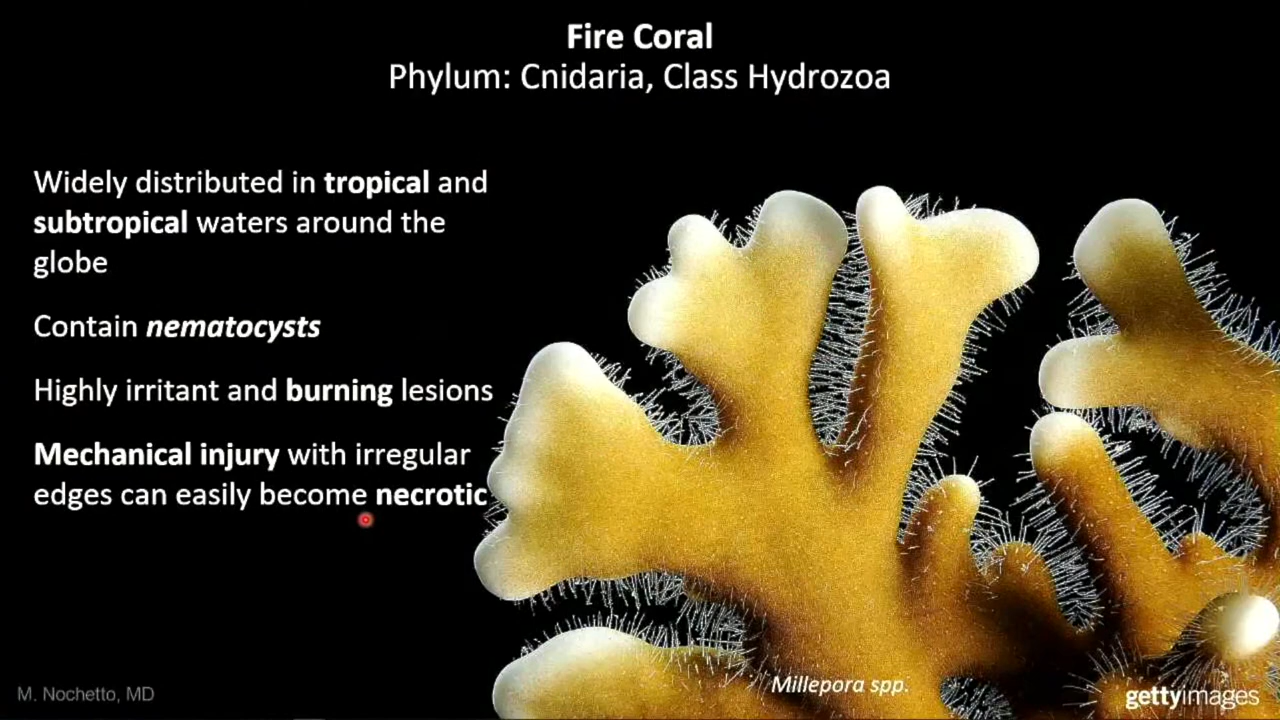 Fire Coral
Phylum: Cnidaria, Class Hydrozoa
Widely distributed in tropical and
subtropical waters around the
globe
Contain nematocysts
Highly irritant and burning lesions
Mechanical injury with irregular
edges can easily become necrotic
Millepora spp.
M. Nochetto, MD
gettyimages